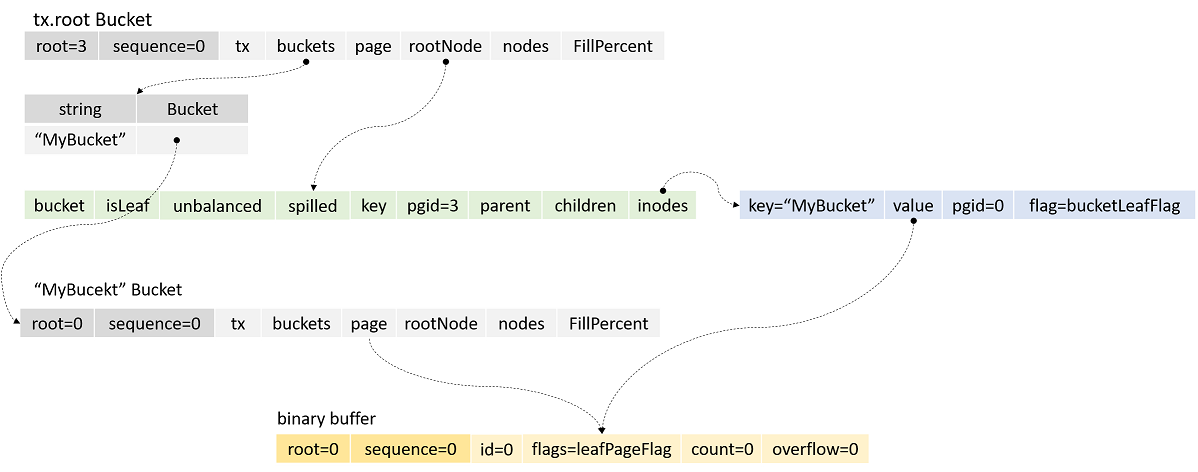 tx.root Bucket
root=3 sequence=0 tx buckets page rootNode nodes FillPercent
string Bucket
“MyBucket”
bucket isLeaf unbalanced spilled key pgid=3 parent children inodes
key=“MyBucket” value pgid=0 flag=bucketLeafFlag
“MyBucekt” Bucket
root=0 sequence=0 tx buckets page rootNode nodes FillPercent
binary buffer
root=0 sequence=0 id=0 flags=leafPageFlag count=0 overflow=0